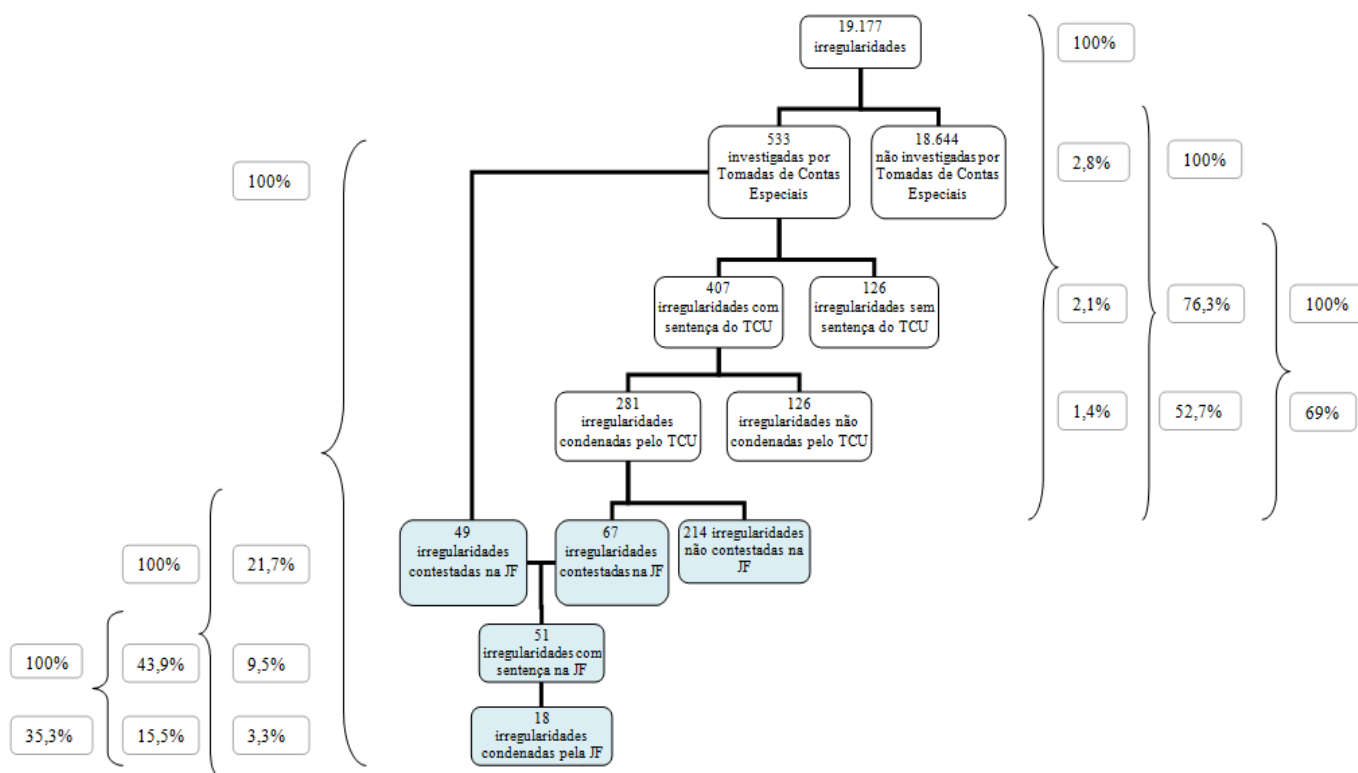 19.177
irregularidades
100%
533
investigadas por
Tomadas de Contas
Especiais
18.644
não investigadas por
Tomadas de Contas
Especiais
100%
2,8%
100%
407
irregularidades com
sentença do TCU
126
irregularidades sem
sentença do TCU
2,1%
76,3%
100%
281
irregularidades
condenadas pelo TCU
126
irregularidades não
condenadas pelo TCU
1,4%
52,7%
69%
100%
21,7%
49
irregularidades
contestadas na JF
67
irregularidades
contestadas na JF
214 irregularidades
não contestadas na
JF
100%
43,9%
9,5%
51
irregularidades com
sentença na JF
35,3%
15,5%
3,3%
18
irregularidades
condenadas pela JF